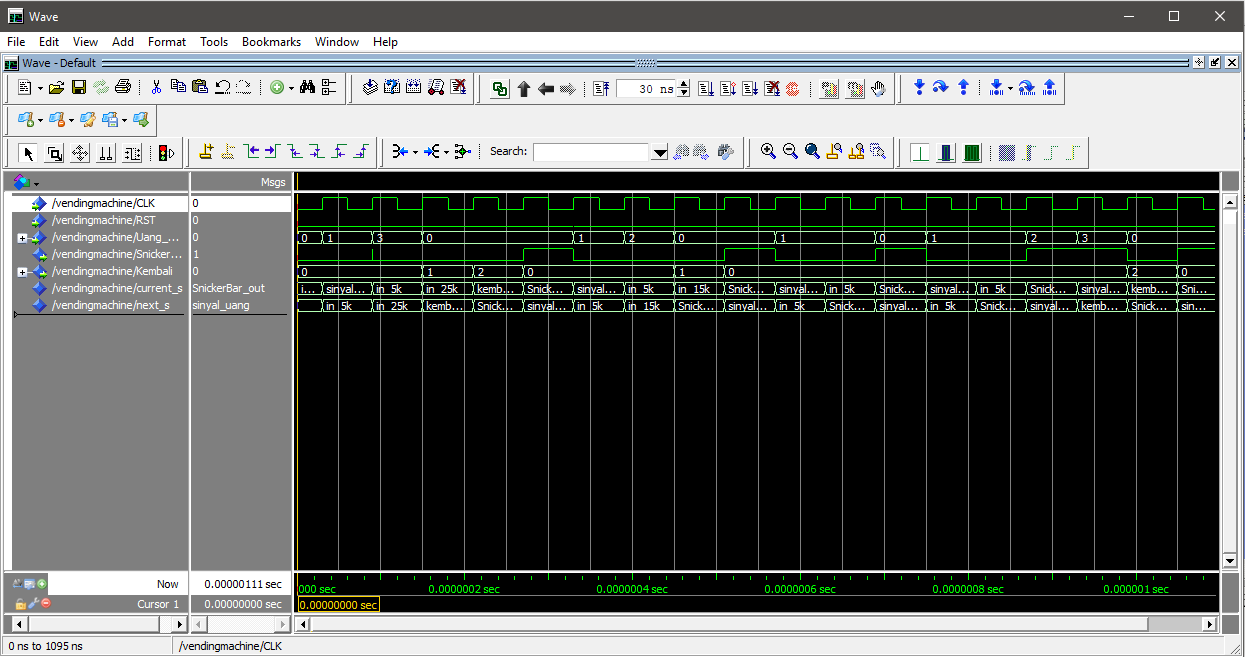 Wave
File Edit View Add Format Tools Bookmarks Window Help
Wave - Default
30 ns
Search:
Msgs
/vendingmachine/CLK 0
/vendingmachine/RST 0
/vendingmachine/Uang_... 0 0 1 3 0 1 2 0 1 0 1 2 3 0
/vendingmachine/Snicker... 1
/vendingmachine/Kembali 0 0 1 2 0 1 0 2 0
/vendingmachine/current_s SnickerBar_out i... sinyal... in_5k in_25k kemb... Snick... sinyal... in_5k in_15k Snick... sinyal... in_5k Snick... sinyal... in_5k Snick... sinyal... kemb... Sni...
/vendingmachine/next_s sinyal_uang in_5k in_25k kemb... Snick... sinyal... in_5k in_15k Snick... sinyal... in_5k Snick... sinyal... in_5k Snick... sinyal... kemb... Snick... sin...
Now 0.00000111 sec 000 sec 0.0000002 sec 0.0000004 sec 0.0000006 sec 0.0000008 sec 0.000001 sec
Cursor 1 0.00000000 sec 0.00000000 sec
0 ns to 1095 ns /vendingmachine/CLK